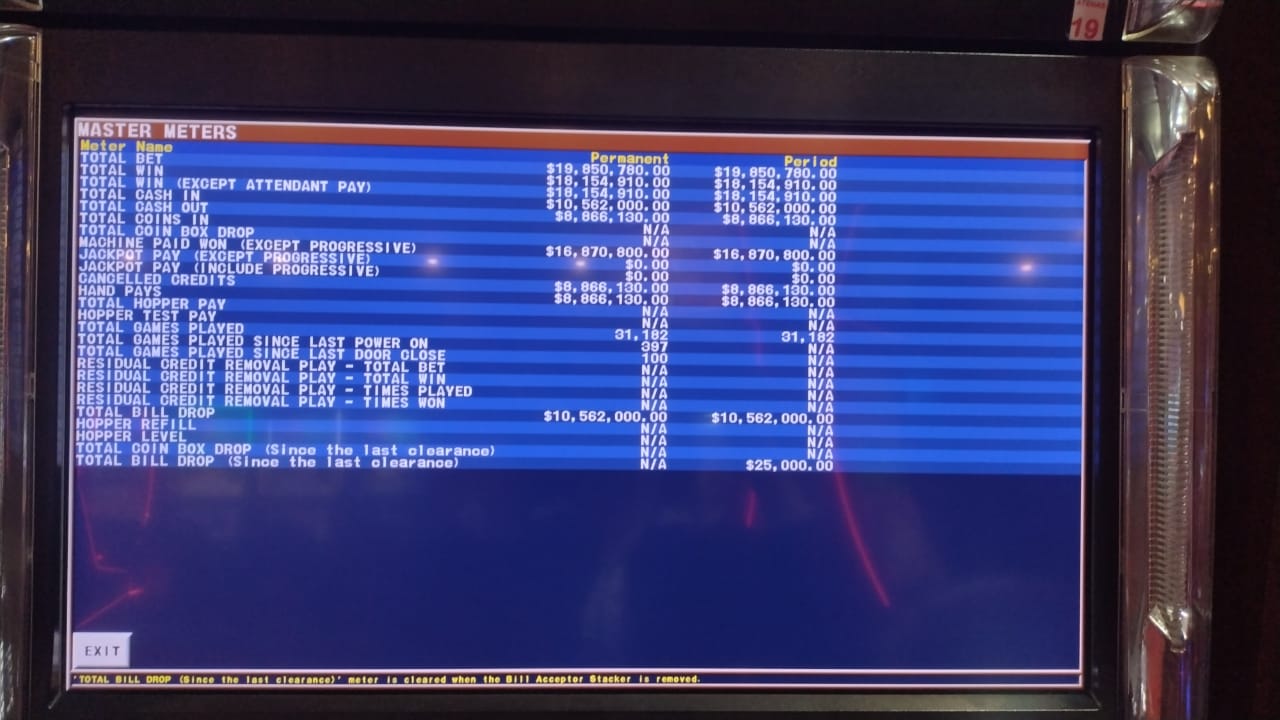 19
MASTER METERS
Meter Name Permanent Period
TOTAL BET $19,850,780.00 $19,850,780.00
TOTAL WIN $18,154,910.00 $18,154,910.00
TOTAL WIN (EXCEPT ATTENDANT PAY) $18,154,910.00 $18,154,910.00
TOTAL CASH IN $10,562,000.00 $10,562,000.00
TOTAL CASH OUT $8,866,130.00 $8,866,130.00
TOTAL COINS IN N/A N/A
TOTAL COIN BOX DROP N/A N/A
MACHINE PAID WON (EXCEPT PROGRESSIVE) $16,870,800.00 $16,870,800.00
JACKPOT PAY (EXCEPT PROGRESSIVE) $0.00 $0.00
JACKPOT PAY (INCLUDE PROGRESSIVE) $0.00 $0.00
CANCELLED CREDITS $8,866,130.00 $8,866,130.00
HAND PAYS $8,866,130.00 $8,866,130.00
TOTAL HOPPER PAY N/A N/A
HOPPER TEST PAY N/A N/A
TOTAL GAMES PLAYED 31,182 31,182
TOTAL GAMES PLAYED SINCE LAST POWER ON 397 N/A
TOTAL GAMES PLAYED SINCE LAST DOOR CLOSE 100 N/A
RESIDUAL CREDIT REMOVAL PLAY - TOTAL BET N/A N/A
RESIDUAL CREDIT REMOVAL PLAY - TOTAL WIN N/A N/A
RESIDUAL CREDIT REMOVAL PLAY - TIMES PLAYED N/A N/A
RESIDUAL CREDIT REMOVAL PLAY - TIMES WON N/A N/A
TOTAL BILL DROP $10,562,000.00 $10,562,000.00
HOPPER REFILL N/A N/A
HOPPER LEVEL N/A N/A
TOTAL COIN BOX DROP (Since the last clearance) N/A N/A
TOTAL BILL DROP (Since the last clearance) N/A $25,000.00
EXIT
'TOTAL BILL DROP (Since the last clearance)' meter is cleared when the Bill Acceptor Stacker is removed.